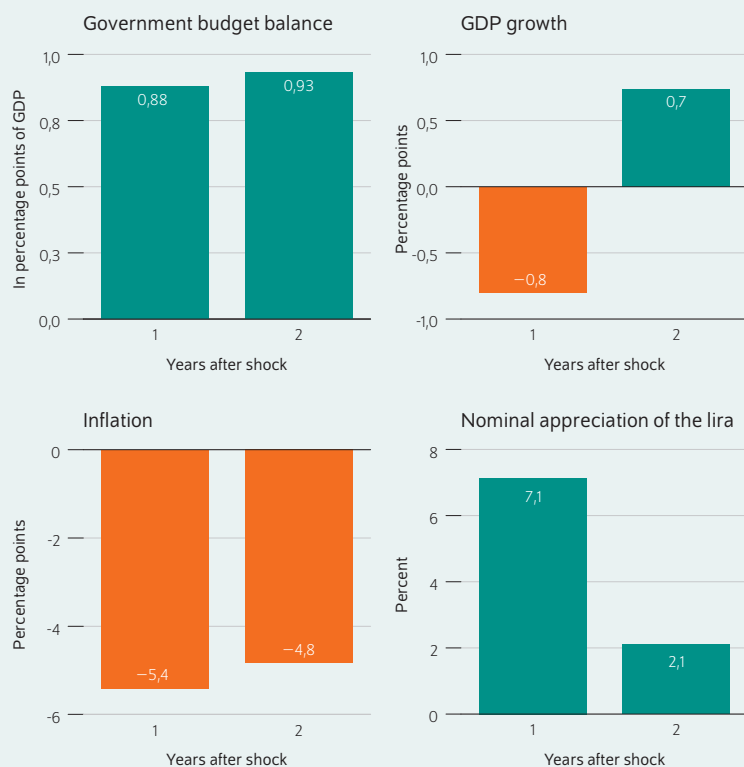 Government budget balance
In percentage points of GDP
1,0
0,8
0,5
0,3
0,0
0,88
0,93
1
2
Years after shock
GDP growth
Percentage points
1,0
0,5
0,0
-0,5
-1,0
−0,8
0,7
1
2
Years after shock
Inflation
Percentage points
0
-2
-4
-6
−5,4
−4,8
1
2
Years after shock
Nominal appreciation of the lira
Percent
8
6
4
2
0
7,1
2,1
1
2
Years after shock